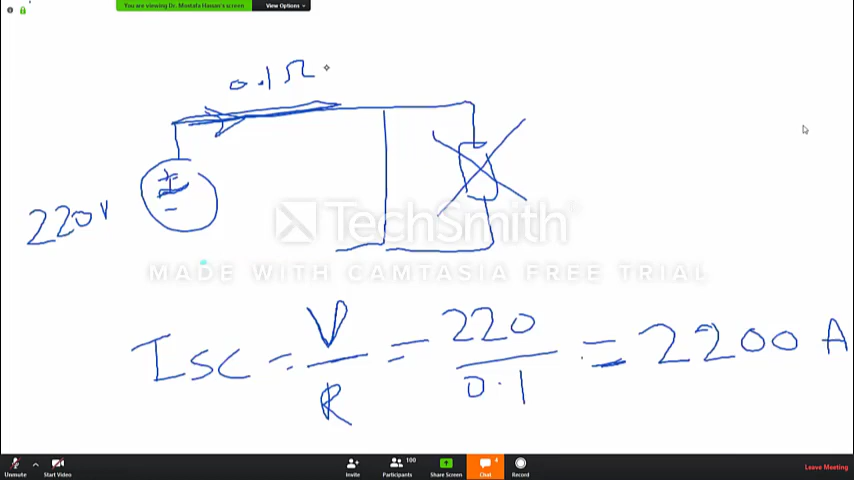 You are viewing Dr. Mostafa Hassan's screen View Options
0.1Ω
+
-
220V
TechSmith
MADE WITH CAMTASIA FREE TRIAL
Isc = V/R = 220/0.1 = 2200 A
Unmute Start Video Invite Participants 100 Share Screen Chat 4 Record Leave Meeting